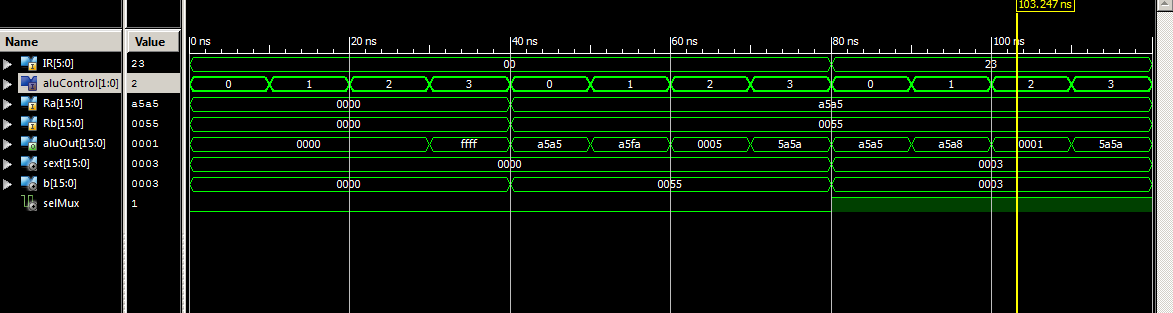 103.247 ns
Name Value 0 ns 20 ns 40 ns 60 ns 80 ns 100 ns
IR[5:0] 23 00 23
aluControl[1:0] 2 0 1 2 3 0 1 2 3 0 1 2 3
Ra[15:0] a5a5 0000 a5a5
Rb[15:0] 0055 0000 0055
aluOut[15:0] 0001 0000 ffff a5a5 a5fa 0005 5a5a a5a5 a5a8 0001 5a5a
sext[15:0] 0003 0000 0003
b[15:0] 0003 0000 0055 0003
selMux 1